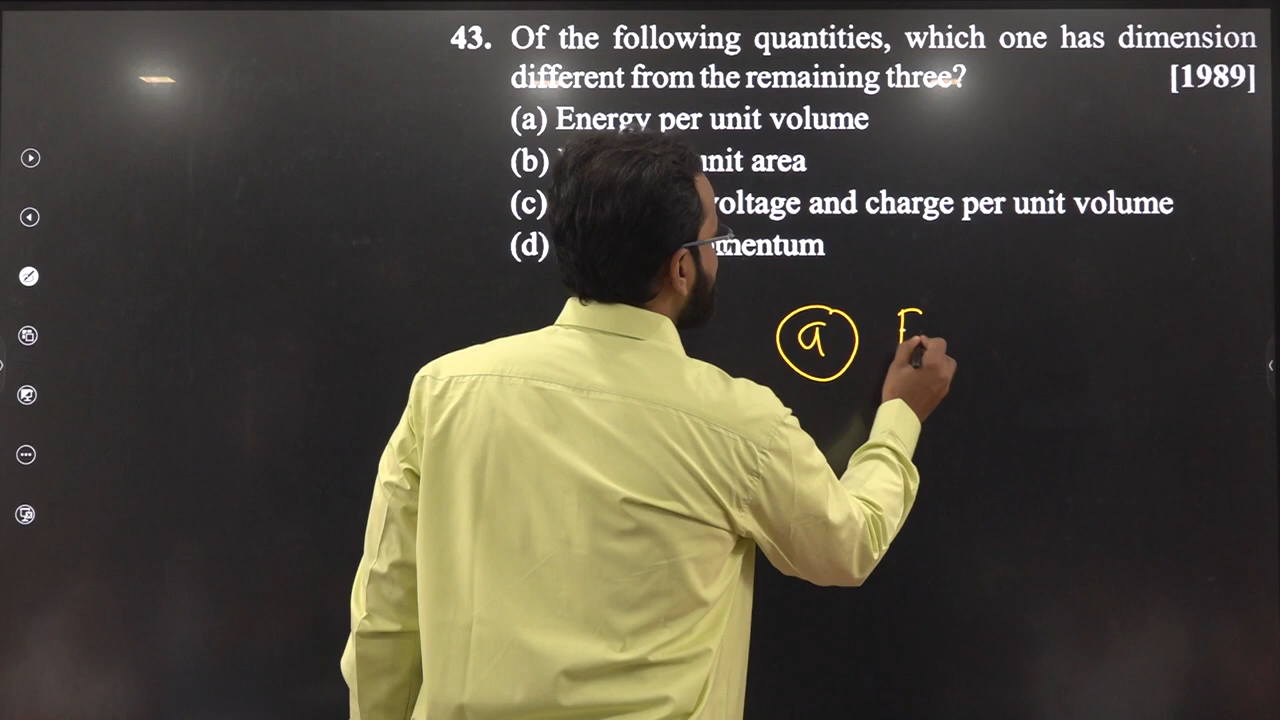 43. Of the following quantities, which one has dimension
different from the remaining three? [1989]
(a) Energy per unit volume
(b) unit area
(c) voltage and charge per unit volume
(d)
a